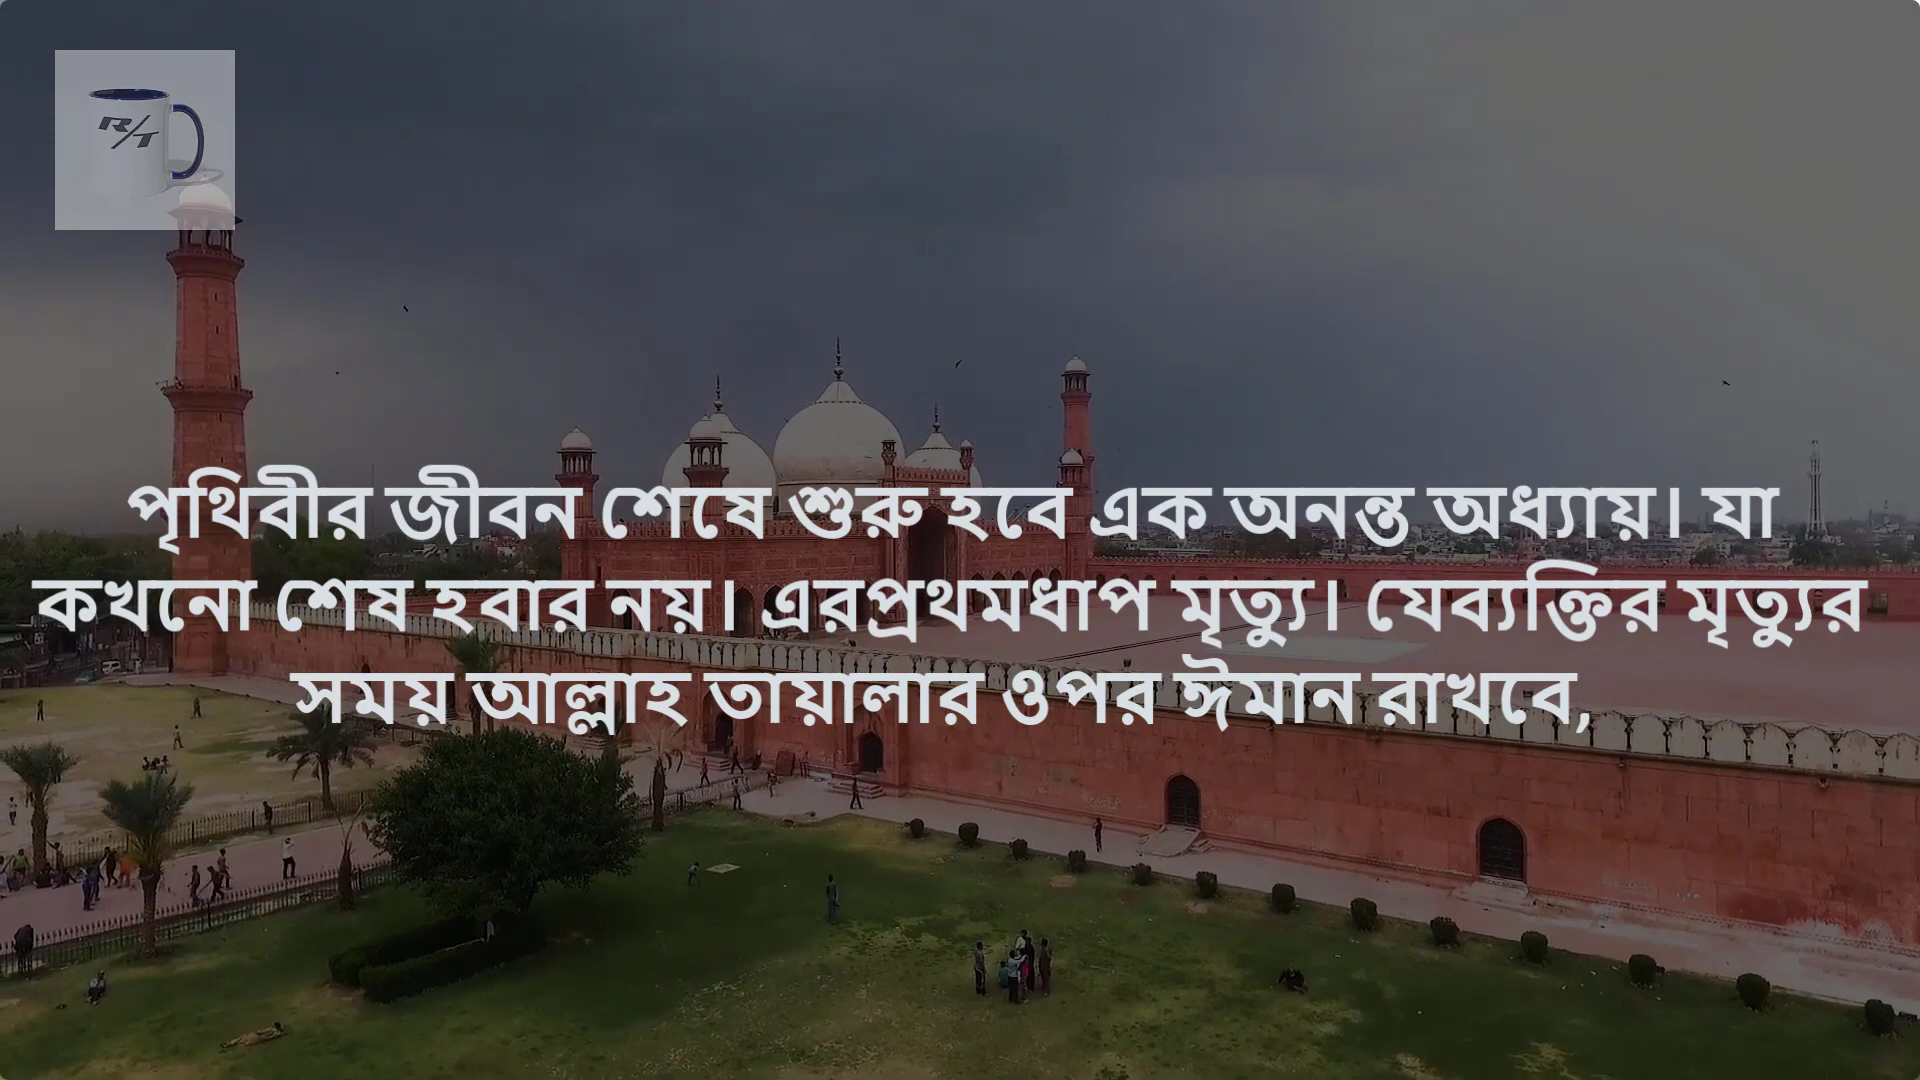 R/T
পৃথিবীর জীবন শেষে শুরু হবে এক অনন্ত অধ্যায়। যা
কখনো শেষ হবার নয়। এরপ্রথমধাপ মৃত্যু। যেব্যক্তির মৃত্যুর
সময় আল্লাহ তায়ালার ওপর ঈমান রাখবে,